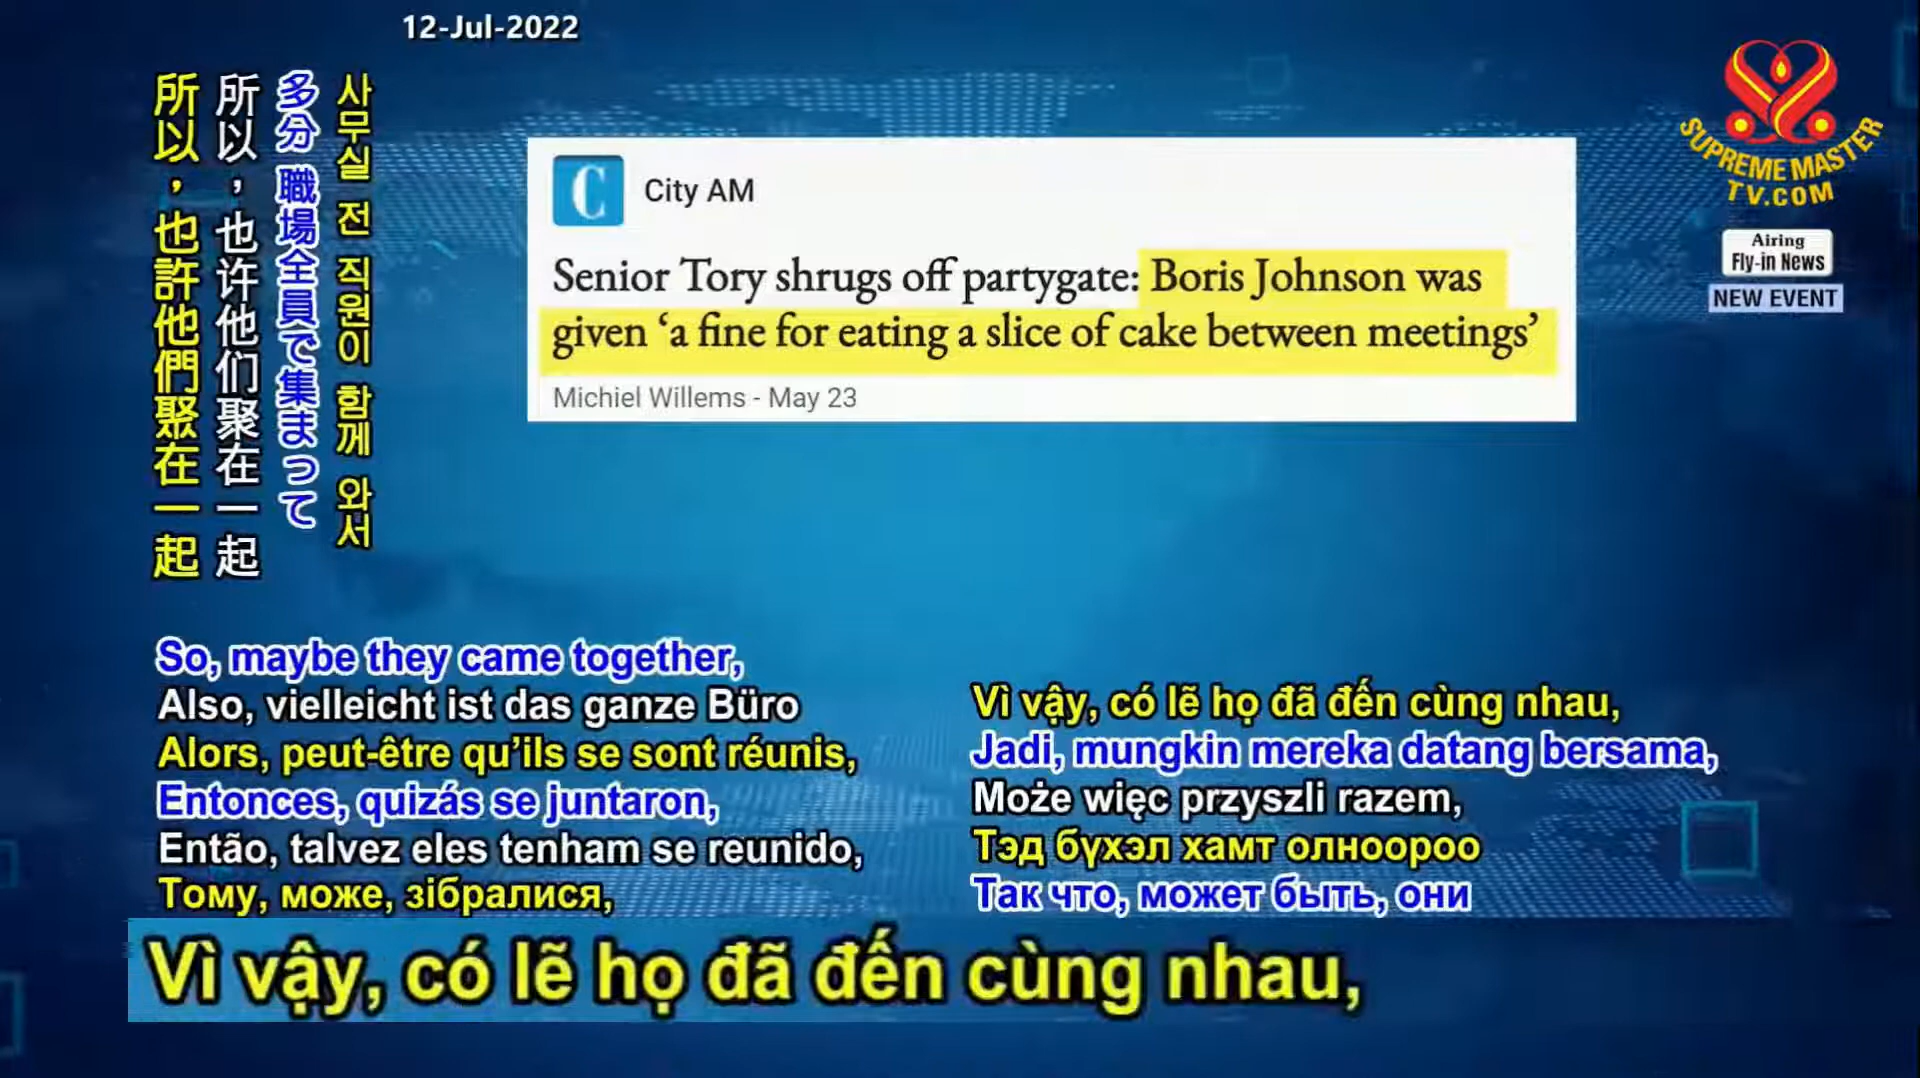 12-Jul-2022
所以，也許他們聚在一起
所以，也许他们聚在一起
多分 職場全員で集まって
사무실 전 직원이 함께 와서
C City AM
Senior Tory shrugs off partygate: Boris Johnson was
given ‘a fine for eating a slice of cake between meetings’
Michiel Willems - May 23
SUPREME MASTER
TV.COM
Airing
Fly-in News
NEW EVENT
So, maybe they came together,
Also, vielleicht ist das ganze Büro
Alors, peut-être qu’ils se sont réunis,
Entonces, quizás se juntaron,
Então, talvez eles tenham se reunido,
Тому, може, зібралися,
Vì vậy, có lẽ họ đã đến cùng nhau,
Jadi, mungkin mereka datang bersama,
Może więc przyszli razem,
Тэд бүхэл хамт олноороо
Так что, может быть, они
Vì vậy, có lẽ họ đã đến cùng nhau,